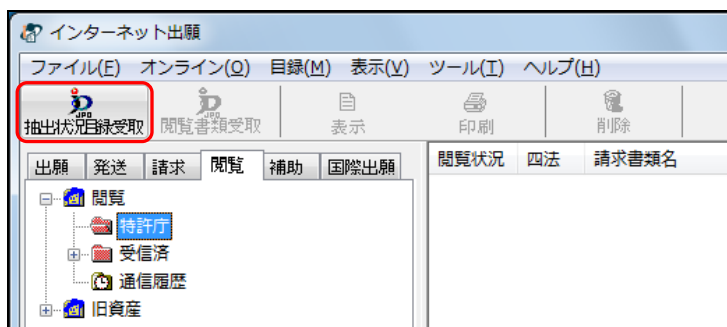 インターネット出願
ファイル(F) オンライン(O) 目録(M) 表示(V) ツール(T) ヘルプ(H)
JPO JPO
抽出状況目録受取 閲覧書類受取 表示 印刷 削除
出願 発送 請求 閲覧 補助 国際出願
閲覧状況 四法 請求書類名
閲覧
特許庁
受信済
通信履歴
旧資産